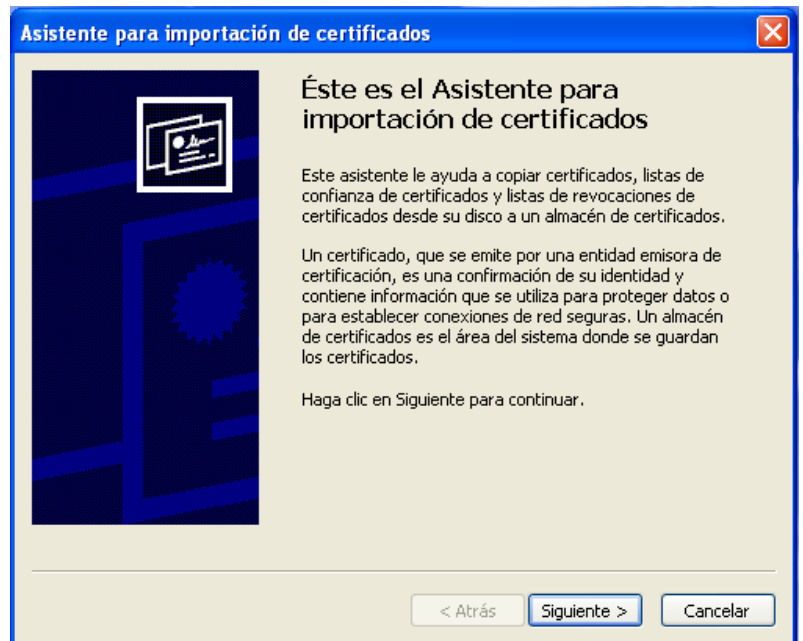 Asistente para importación de certificados
Éste es el Asistente para
importación de certificados
Este asistente le ayuda a copiar certificados, listas de
confianza de certificados y listas de revocaciones de
certificados desde su disco a un almacén de certificados.
Un certificado, que se emite por una entidad emisora de
certificación, es una confirmación de su identidad y
contiene información que se utiliza para proteger datos o
para establecer conexiones de red seguras. Un almacén
de certificados es el área del sistema donde se guardan
los certificados.
Haga clic en Siguiente para continuar.
< Atrás Siguiente > Cancelar